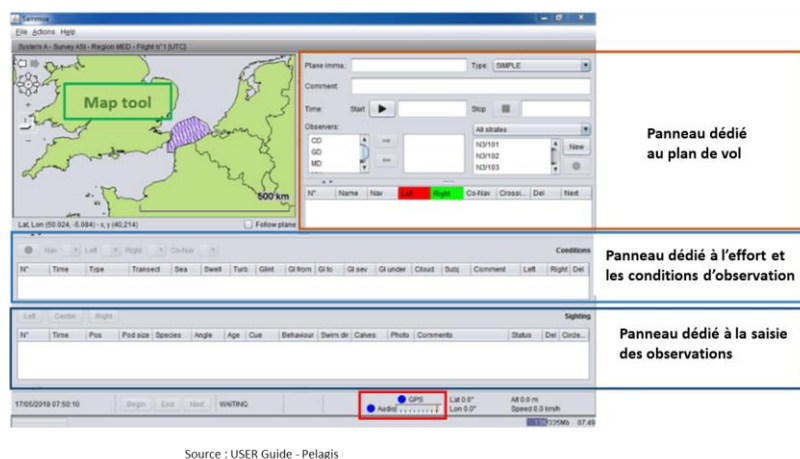 Sammoa
File Actions Help
System A - Survey ASI - Region MED - Flight n°1 [UTC]
Map tool
500 km
Lat, Lon (50.024, -5.084) - x, y (40,214)
Follow plane
Plane imma.:
Type: SIMPLE
Comment:
Time: Start Stop
Observers:
All strates
CD
GD
MD
N3/101
N3/102
N3/103
New
N° Name Nav Left Right Co-Nav Crossi... Del Next
Panneau dédié
au plan de vol
Nav Left Right Co-Nav
Conditions
N° Time Type Transect Sea Swell Turb Glint Gl from Gl to Gl sev Gl under Cloud Subj Comment Left Right Del
Panneau dédié à l'effort et
les conditions d'observation
Left Center Right
Sighting
N° Time Pos Pod size Species Angle Age Cue Behaviour Swim dir Calves Photo Comments Status Del Circle...
Panneau dédié à la saisie
des observations
17/05/2018 07:50:10
Begin End Next WAITING
GPS
Audio
Lat 0.0°
Lon 0.0°
Alt 0.0 m
Speed 0.0 km/h
07:49
Source : USER Guide - Pelagis